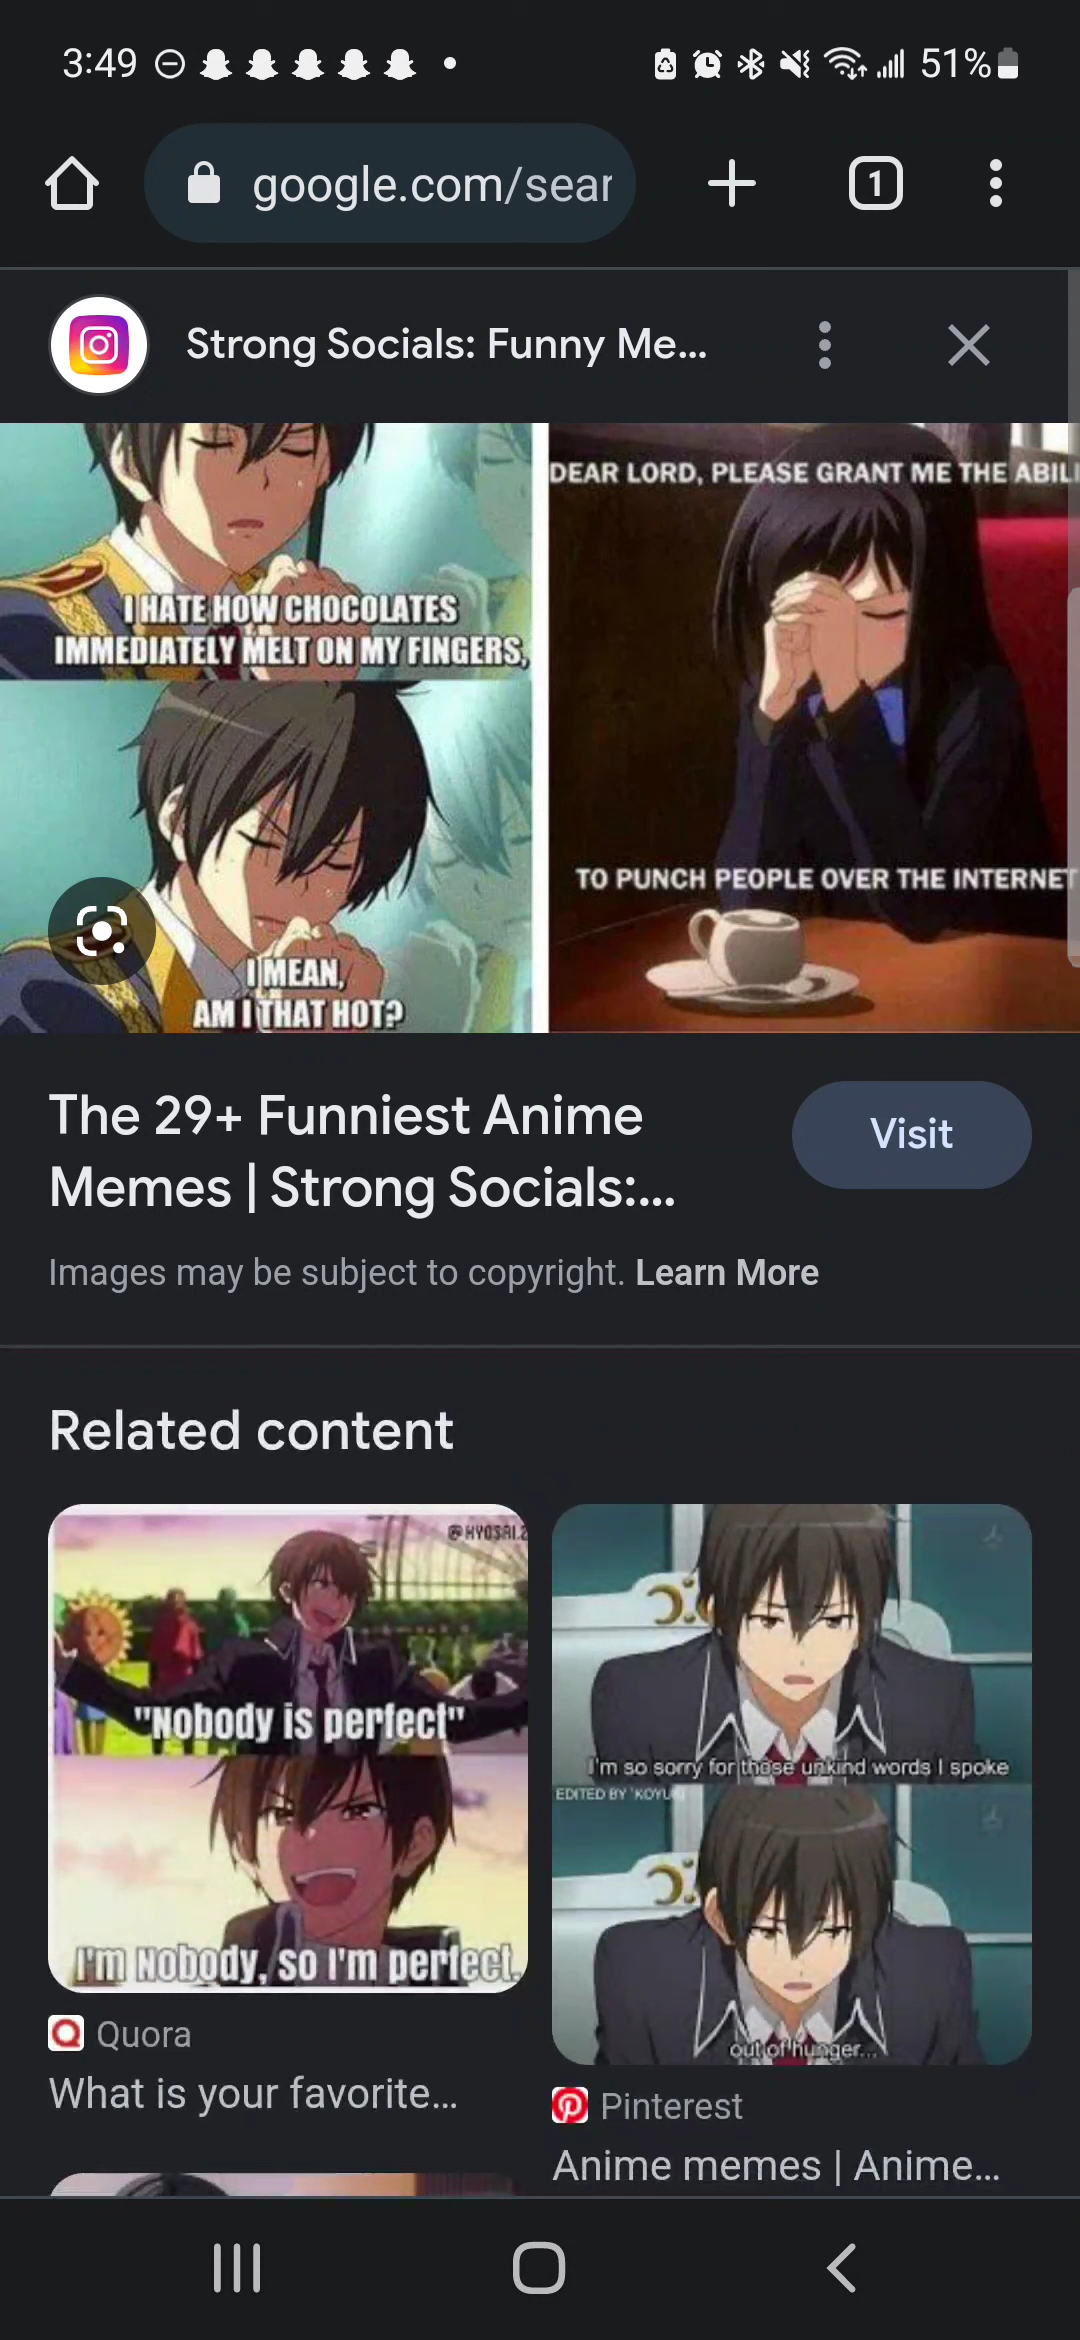 3:49
51%
google.com/sear
1
Strong Socials: Funny Me...
I HATE HOW CHOCOLATES
IMMEDIATELY MELT ON MY FINGERS,
I MEAN,
AM I THAT HOT?
DEAR LORD, PLEASE GRANT ME THE ABILI
TO PUNCH PEOPLE OVER THE INTERNET
The 29+ Funniest Anime
Memes | Strong Socials:...
Visit
Images may be subject to copyright. Learn More
Related content
@HYOSAI.2
"Nobody is perfect"
I'm Nobody, so I'm perfect.
Quora
What is your favorite...
I'm so sorry for those unkind words I spoke
EDITED BY 'KOYU
out of hunger...
Pinterest
Anime memes | Anime...